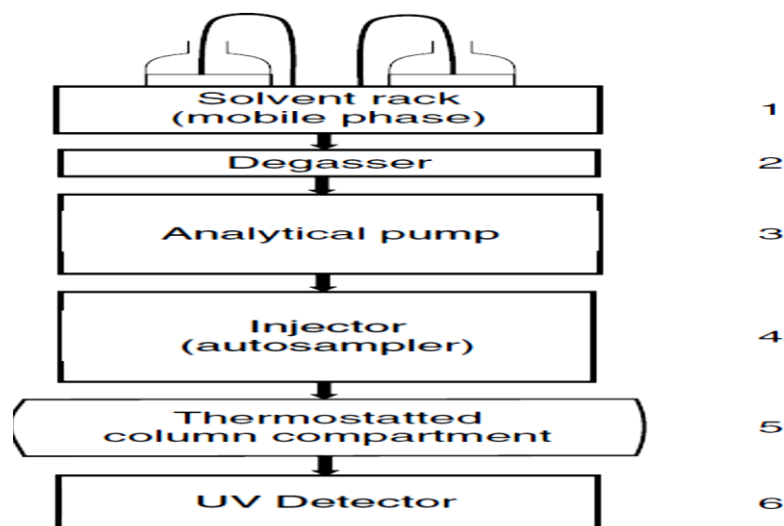 Solvent rack
(mobile phase)
1
Degasser
2
Analytical pump
3
Injector
(autosampler)
4
Thermostatted
column compartment
5
UV Detector
6